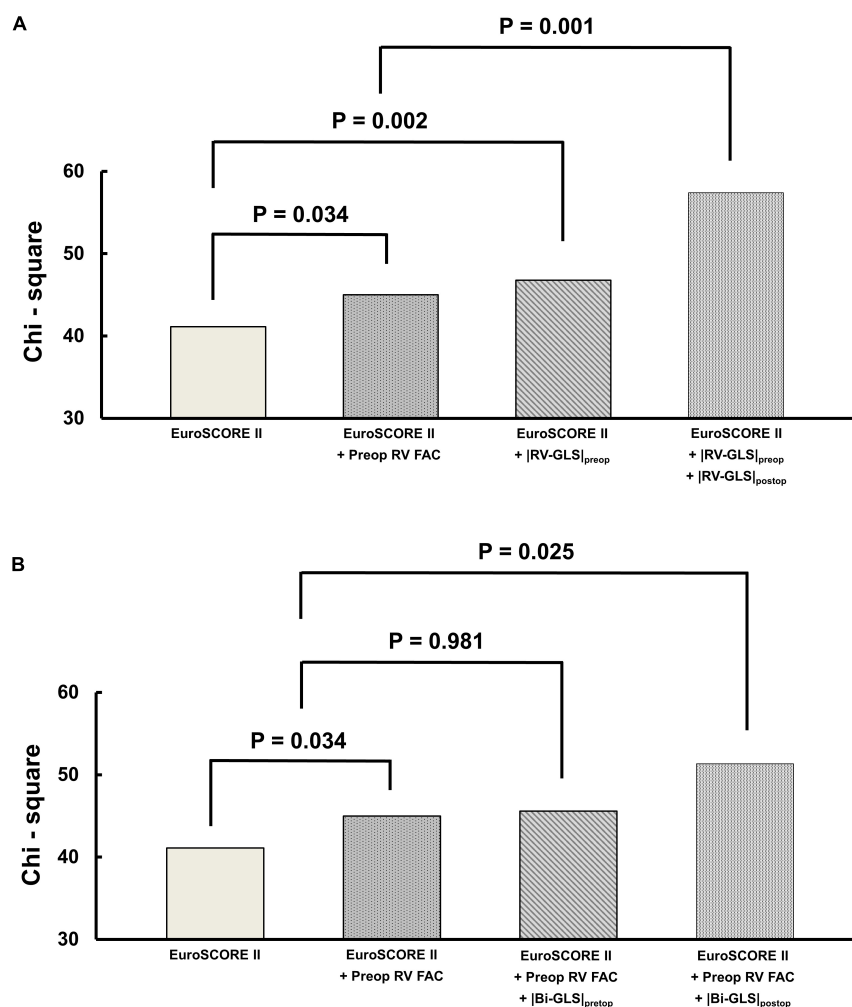 A
P = 0.001
P = 0.002
P = 0.034
60
50
40
30
Chi - square
EuroSCORE II
EuroSCORE II
+ Preop RV FAC
EuroSCORE II
+ |RV-GLS|preop
EuroSCORE II
+ |RV-GLS|preop
+ |RV-GLS|postop
B
P = 0.025
P = 0.981
P = 0.034
60
50
40
30
Chi - square
EuroSCORE II
EuroSCORE II
+ Preop RV FAC
EuroSCORE II
+ Preop RV FAC
+ |Bi-GLS|pretop
EuroSCORE II
+ Preop RV FAC
+ |Bi-GLS|postop